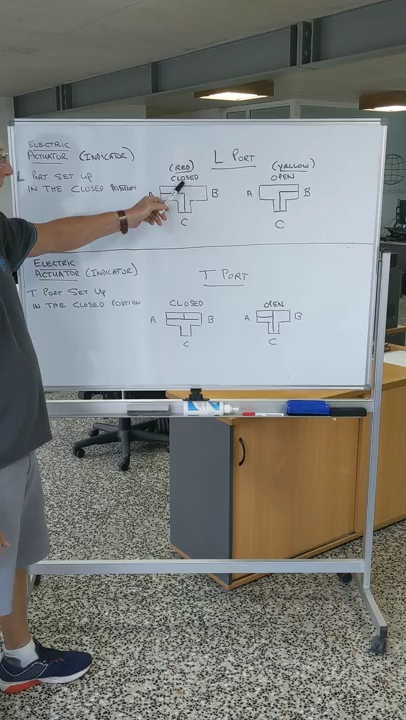 ELECTRIC
ACTUATOR (INDICATOR)
L PORT SET UP
IN THE CLOSED POSITION
L PORT
(RED)
CLOSED
A B
C
(YELLOW)
OPEN
A B
C
ELECTRIC
ACTUATOR (INDICATOR)
T PORT SET UP
IN THE CLOSED POSITION
T PORT
CLOSED
A B
C
OPEN
A B
C